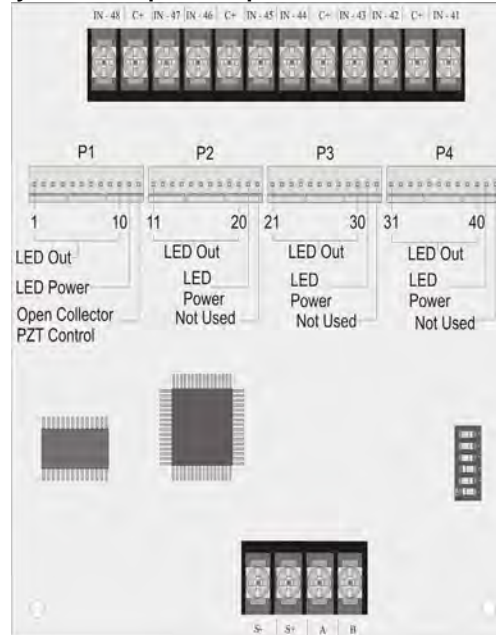 IN - 48 C+ IN - 47 IN - 46 C+ IN - 45 IN - 44 C+ IN - 43 IN - 42 C+ IN - 41
P1 P2 P3 P4
1 10 11 20 21 30 31 40
LED Out LED Out LED Out LED Out
LED Power LED Power LED Power LED Power
Open Collector PZT Control Not Used Not Used Not Used
S- S+ A B